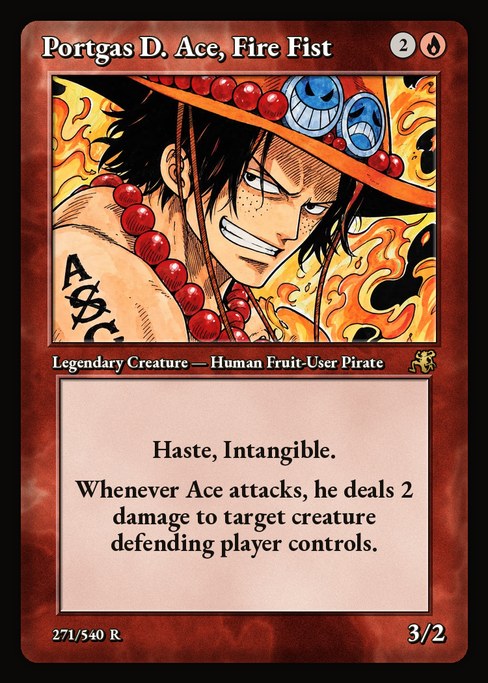 Portgas D. Ace, Fire Fist 2
ASC
Legendary Creature — Human Fruit-User Pirate
Haste, Intangible.
Whenever Ace attacks, he deals 2
damage to target creature
defending player controls.
271/540 R
3/2